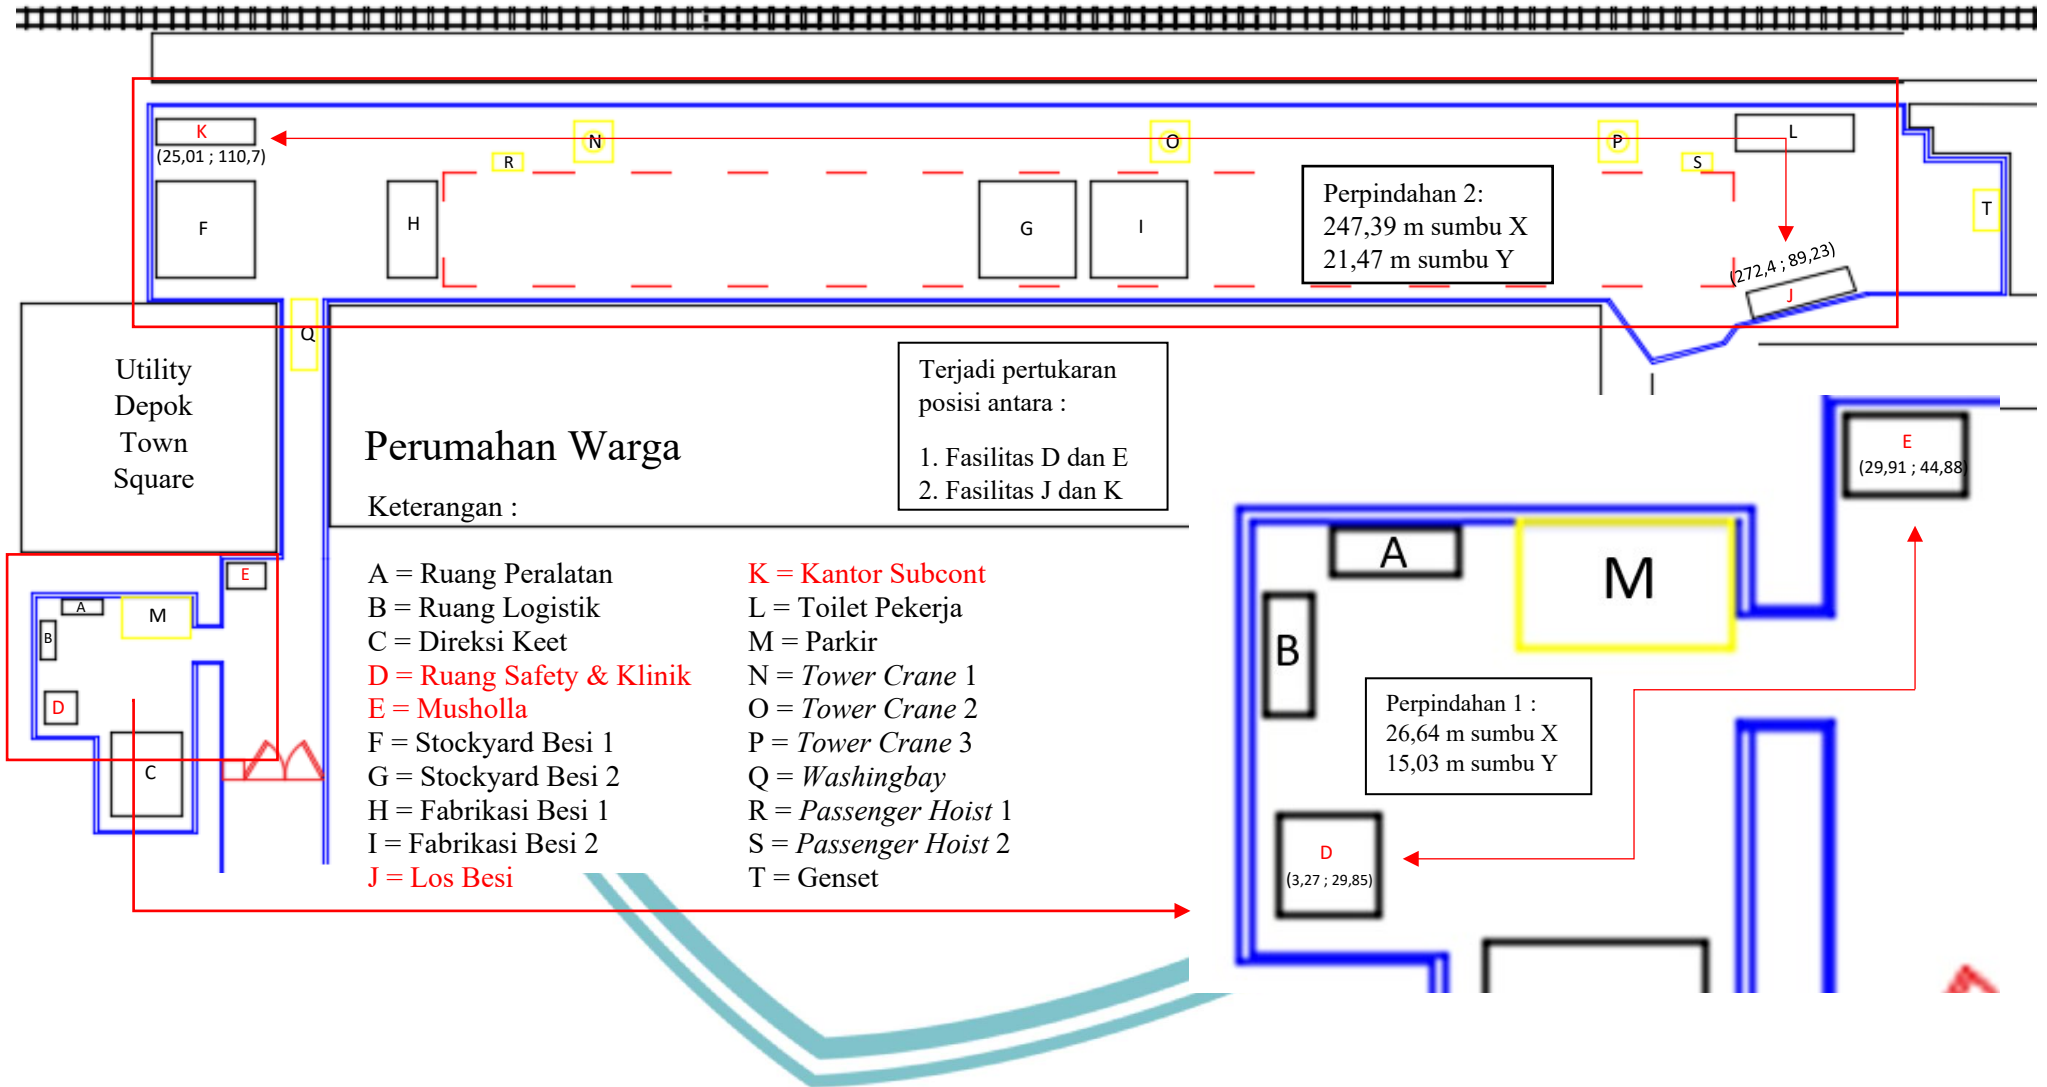 K
(25,01 ; 110,7)
N
O
P
L
R
S
F
H
G
I
T
Perpindahan 2:
247,39 m sumbu X
21,47 m sumbu Y
(272,4 ; 89,23)
J
Q
Utility
Depok
Town
Square
Perumahan Warga
Terjadi pertukaran
posisi antara :
1. Fasilitas D dan E
2. Fasilitas J dan K
Keterangan :
A = Ruang Peralatan
B = Ruang Logistik
C = Direksi Keet
D = Ruang Safety & Klinik
E = Musholla
F = Stockyard Besi 1
G = Stockyard Besi 2
H = Fabrikasi Besi 1
I = Fabrikasi Besi 2
J = Los Besi
K = Kantor Subcont
L = Toilet Pekerja
M = Parkir
N = Tower Crane 1
O = Tower Crane 2
P = Tower Crane 3
Q = Washingbay
R = Passenger Hoist 1
S = Passenger Hoist 2
T = Genset
E
A
M
B
D
C
E
(29,91 ; 44,88)
A
M
B
Perpindahan 1 :
26,64 m sumbu X
15,03 m sumbu Y
D
(3,27 ; 29,85)